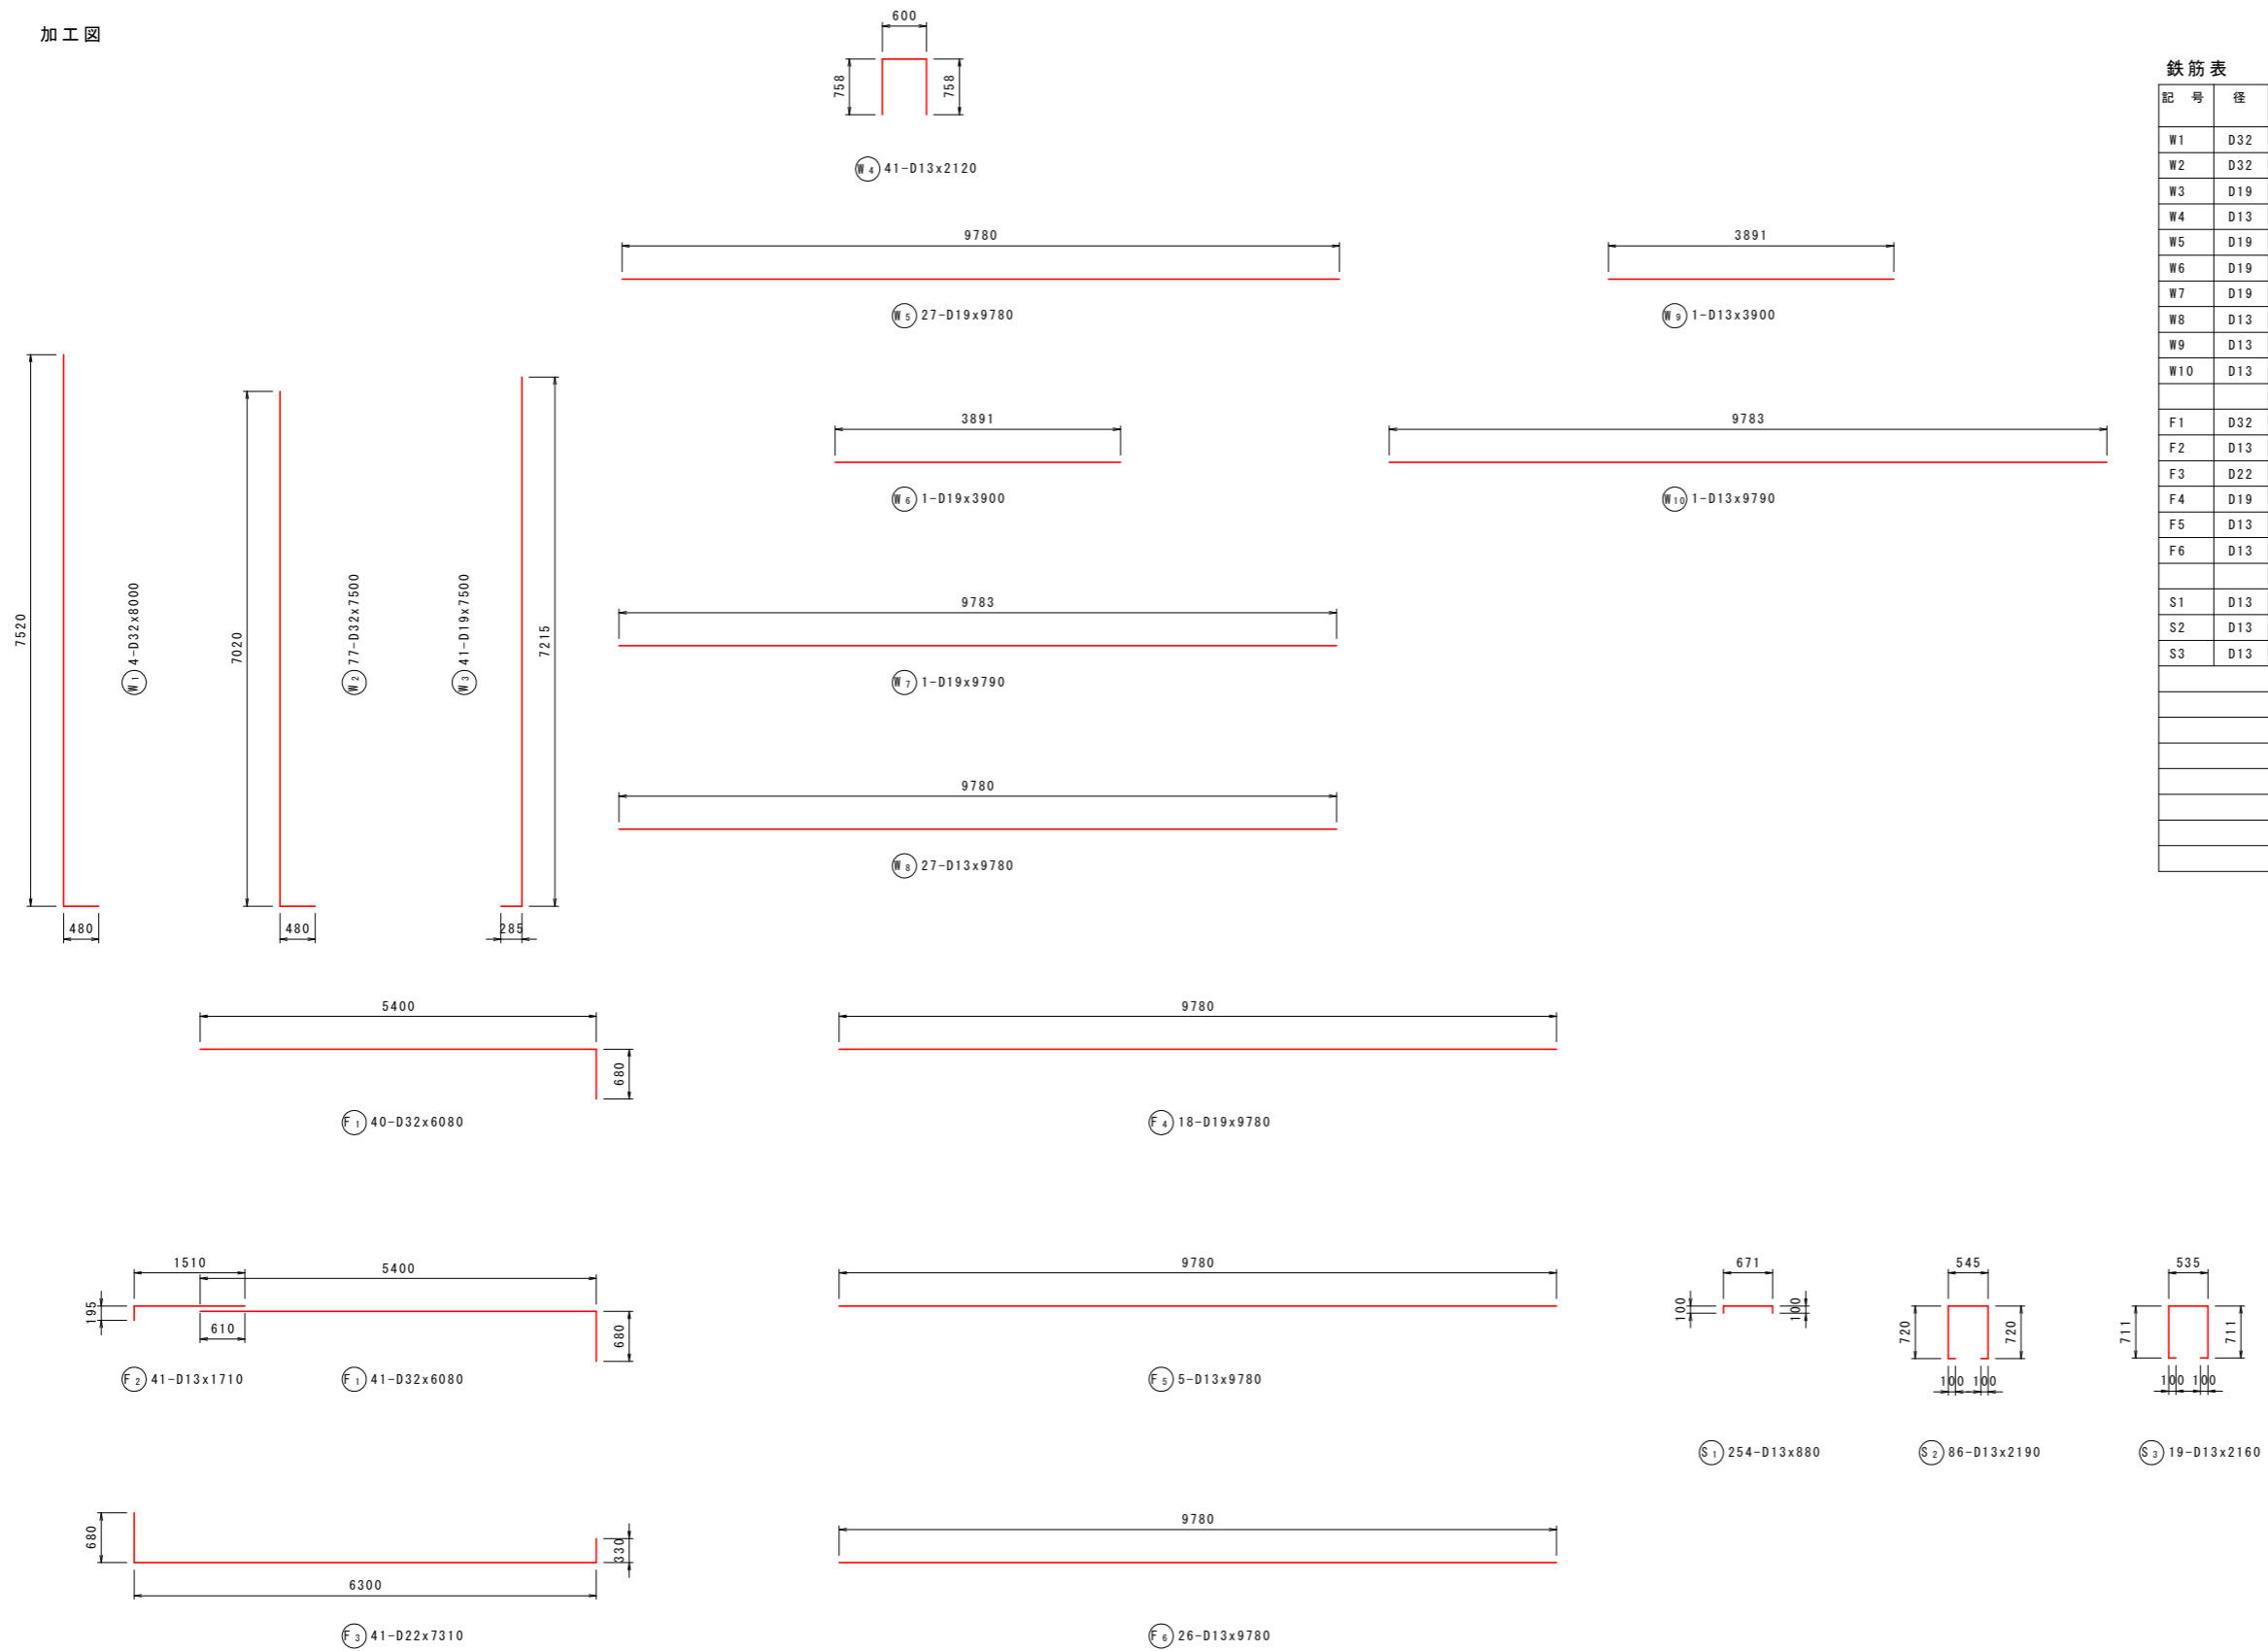 加工図
600
758
758
W4 41-D13x2120
9780
W5 27-D19x9780
3891
W9 1-D13x3900
3891
W6 1-D19x3900
9783
W10 1-D13x9790
7520
W1 4-D32x8000
480
7020
W2 77-D32x7500
480
W3 41-D19x7500
7215
285
9783
W7 1-D19x9790
9780
W8 27-D13x9780
5400
680
F1 40-D32x6080
9780
F4 18-D19x9780
1510
195
610
F2 41-D13x1710
5400
680
F1 41-D32x6080
9780
F5 5-D13x9780
671
100
100
S1 254-D13x880
545
720
720
100 100
S2 86-D13x2190
535
711
711
100 100
S3 19-D13x2160
680
330
6300
F3 41-D22x7310
9780
F6 26-D13x9780
鉄筋表
記 号 径
W1 D32
W2 D32
W3 D19
W4 D13
W5 D19
W6 D19
W7 D19
W8 D13
W9 D13
W10 D13
F1 D32
F2 D13
F3 D22
F4 D19
F5 D13
F6 D13
S1 D13
S2 D13
S3 D13